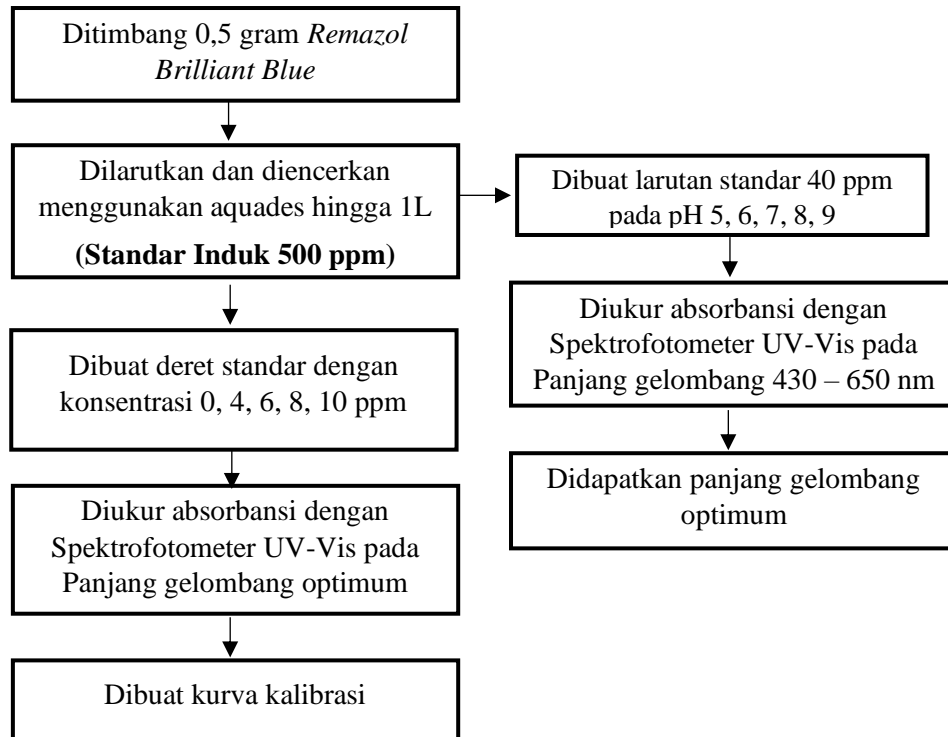 Ditimbang 0,5 gram Remazol
Brilliant Blue
Dilarutkan dan diencerkan
menggunakan aquades hingga 1L
(Standar Induk 500 ppm)
Dibuat larutan standar 40 ppm
pada pH 5, 6, 7, 8, 9
Diukur absorbansi dengan
Spektrofotometer UV-Vis pada
Panjang gelombang 430 – 650 nm
Didapatkan panjang gelombang
optimum
Dibuat deret standar dengan
konsentrasi 0, 4, 6, 8, 10 ppm
Diukur absorbansi dengan
Spektrofotometer UV-Vis pada
Panjang gelombang optimum
Dibuat kurva kalibrasi